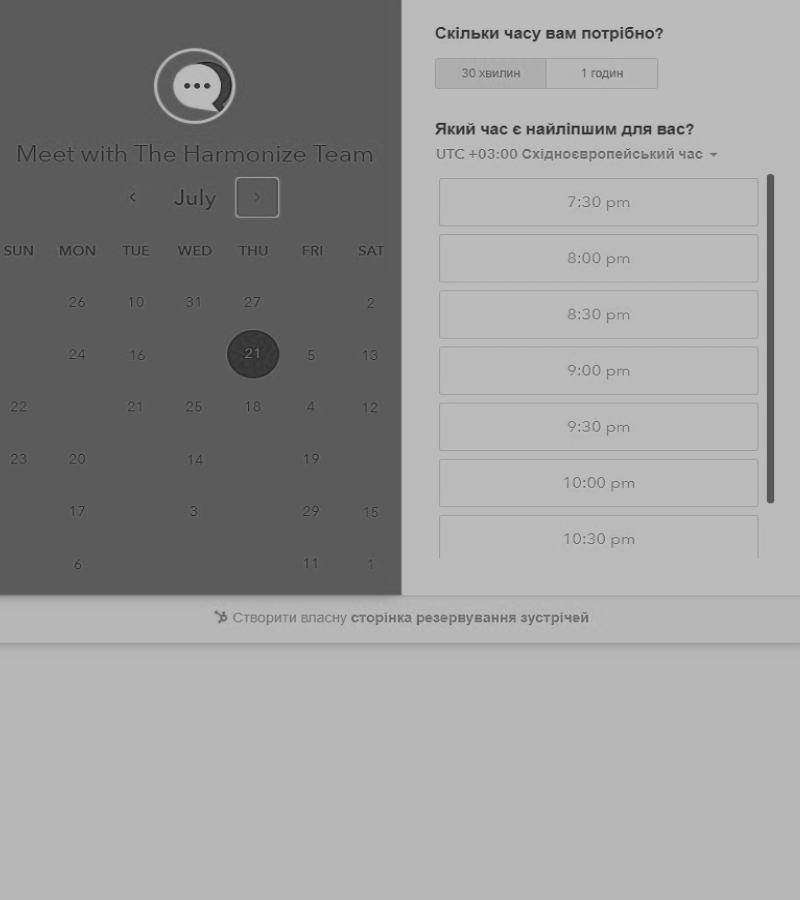 Meet with The Harmonize Team
July
SUN MON TUE WED THU FRI SAT
26 10 31 27 2
24 16 21 5 13
22 21 25 18 4 12
23 20 14 19
17 3 29 15
6 11 1
Скільки часу вам потрібно?
30 хвилин 1 годин
Який час є найліпшим для вас?
UTC +03:00 Східноєвропейський час
7:30 pm
8:00 pm
8:30 pm
9:00 pm
9:30 pm
10:00 pm
10:30 pm
Створити власну сторінка резервування зустрічей